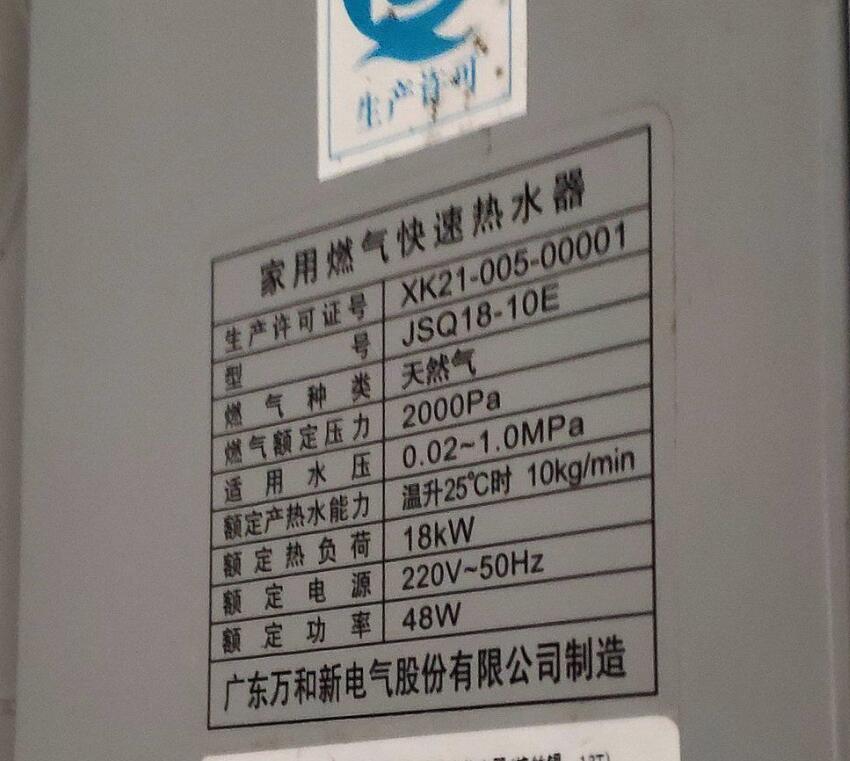 生产许可
家用燃气快速热水器
生产许可证号 XK21-005-00001
型号 JSQ18-10E
燃气种类 天然气
燃气额定压力 2000Pa
适用水压 0.02~1.0MPa
额定产热水能力 温升25℃时 10kg/min
额定热负荷 18kW
额定电源 220V~50Hz
额定功率 48W
广东万和新电气股份有限公司制造